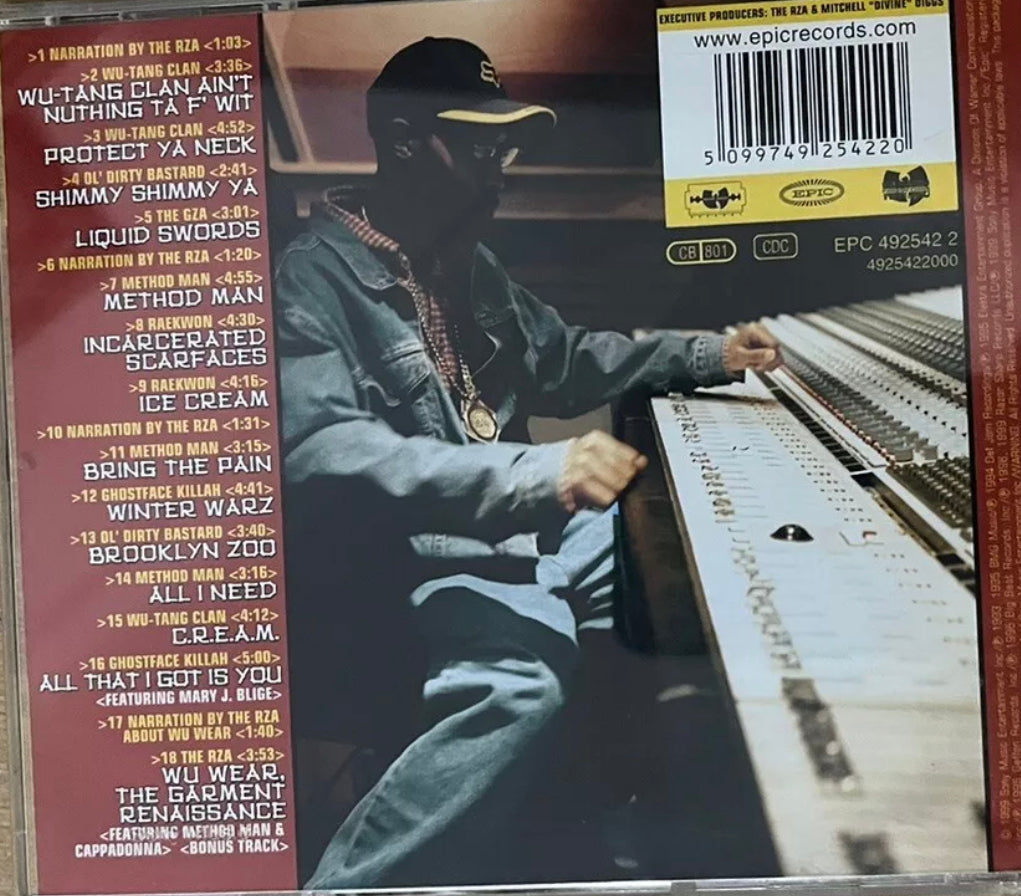 >1 NARRATION BY THE RZA <1:03>
>2 WU-TANG CLAN <3:36>
WU-TANG CLAN AIN'T
NUTHING TA F' WIT
>3 WU-TANG CLAN <4:52>
PROTECT YA NECK
>4 OL' DIRTY BASTARD <2:41>
SHIMMY SHIMMY YA
>5 THE GZA <3:01>
LIQUID SWORDS
>6 NARRATION BY THE RZA <1:20>
>7 METHOD MAN <4:55>
METHOD MAN
>8 RAEKWON <4:30>
INCARCERATED
SCARFACES
>9 RAEKWON <4:16>
ICE CREAM
>10 NARRATION BY THE RZA <1:31>
>11 METHOD MAN <3:15>
BRING THE PAIN
>12 GHOSTFACE KILLAH <4:41>
WINTER WARZ
>13 OL' DIRTY BASTARD <3:40>
BROOKLYN ZOO
>14 METHOD MAN <3:16>
ALL I NEED
>15 WU-TANG CLAN <4:12>
C.R.E.A.M.
>16 GHOSTFACE KILLAH <5:00>
ALL THAT I GOT IS YOU
<FEATURING MARY J. BLIGE>
>17 NARRATION BY THE RZA
ABOUT WU WEAR <1:40>
>18 THE RZA <3:53>
WU WEAR,
THE GARMENT
RENAISSANCE
<FEATURING METHOD MAN &
CAPPADONNA> <BONUS TRACK>
EXECUTIVE PRODUCERS: THE RZA & MITCHELL "DIVINE" DIGGS
www.epicrecords.com
5 099749 254220
EPIC
CB 801 CDC EPC 492542 2
4925422000